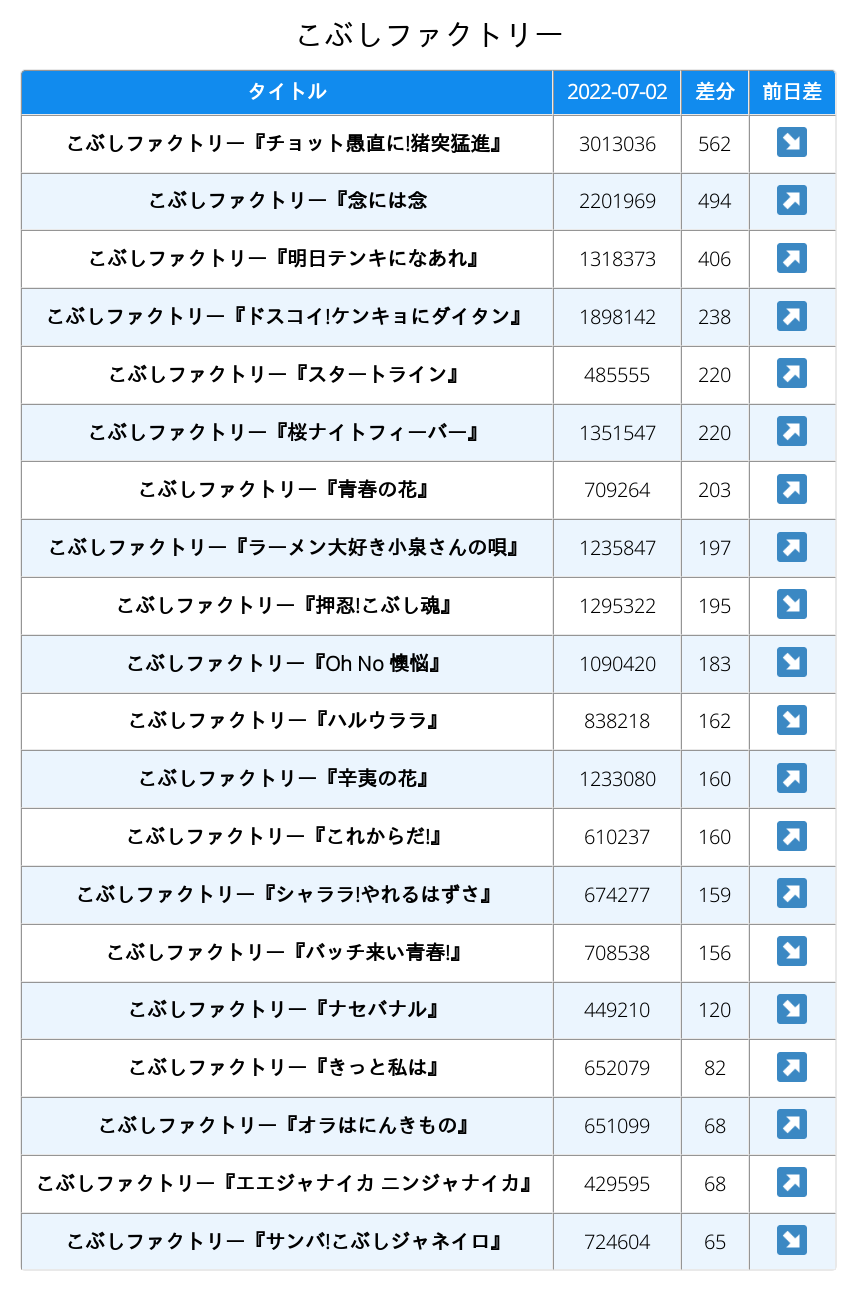 こぶしファクトリー
タイトル 2022-07-02 差分 前日差
こぶしファクトリー『チョット愚直に!猪突猛進』 3013036 562 ↘
こぶしファクトリー『念には念 2201969 494 ↗
こぶしファクトリー『明日テンキになあれ』 1318373 406 ↗
こぶしファクトリー『ドスコイ!ケンキョにダイタン』 1898142 238 ↗
こぶしファクトリー『スタートライン』 485555 220 ↗
こぶしファクトリー『桜ナイトフィーバー』 1351547 220 ↗
こぶしファクトリー『青春の花』 709264 203 ↗
こぶしファクトリー『ラーメン大好き小泉さんの唄』 1235847 197 ↗
こぶしファクトリー『押忍!こぶし魂』 1295322 195 ↘
こぶしファクトリー『Oh No 懊悩』 1090420 183 ↘
こぶしファクトリー『ハルウララ』 838218 162 ↘
こぶしファクトリー『辛夷の花』 1233080 160 ↗
こぶしファクトリー『これからだ!』 610237 160 ↗
こぶしファクトリー『シャララ!やれるはずさ』 674277 159 ↗
こぶしファクトリー『バッチ来い青春!』 708538 156 ↘
こぶしファクトリー『ナセバナル』 449210 120 ↘
こぶしファクトリー『きっと私は』 652079 82 ↗
こぶしファクトリー『オラはにんきもの』 651099 68 ↗
こぶしファクトリー『エエジャナイカ ニンジャナイカ』 429595 68 ↗
こぶしファクトリー『サンバ!こぶしジャネイロ』 724604 65 ↘